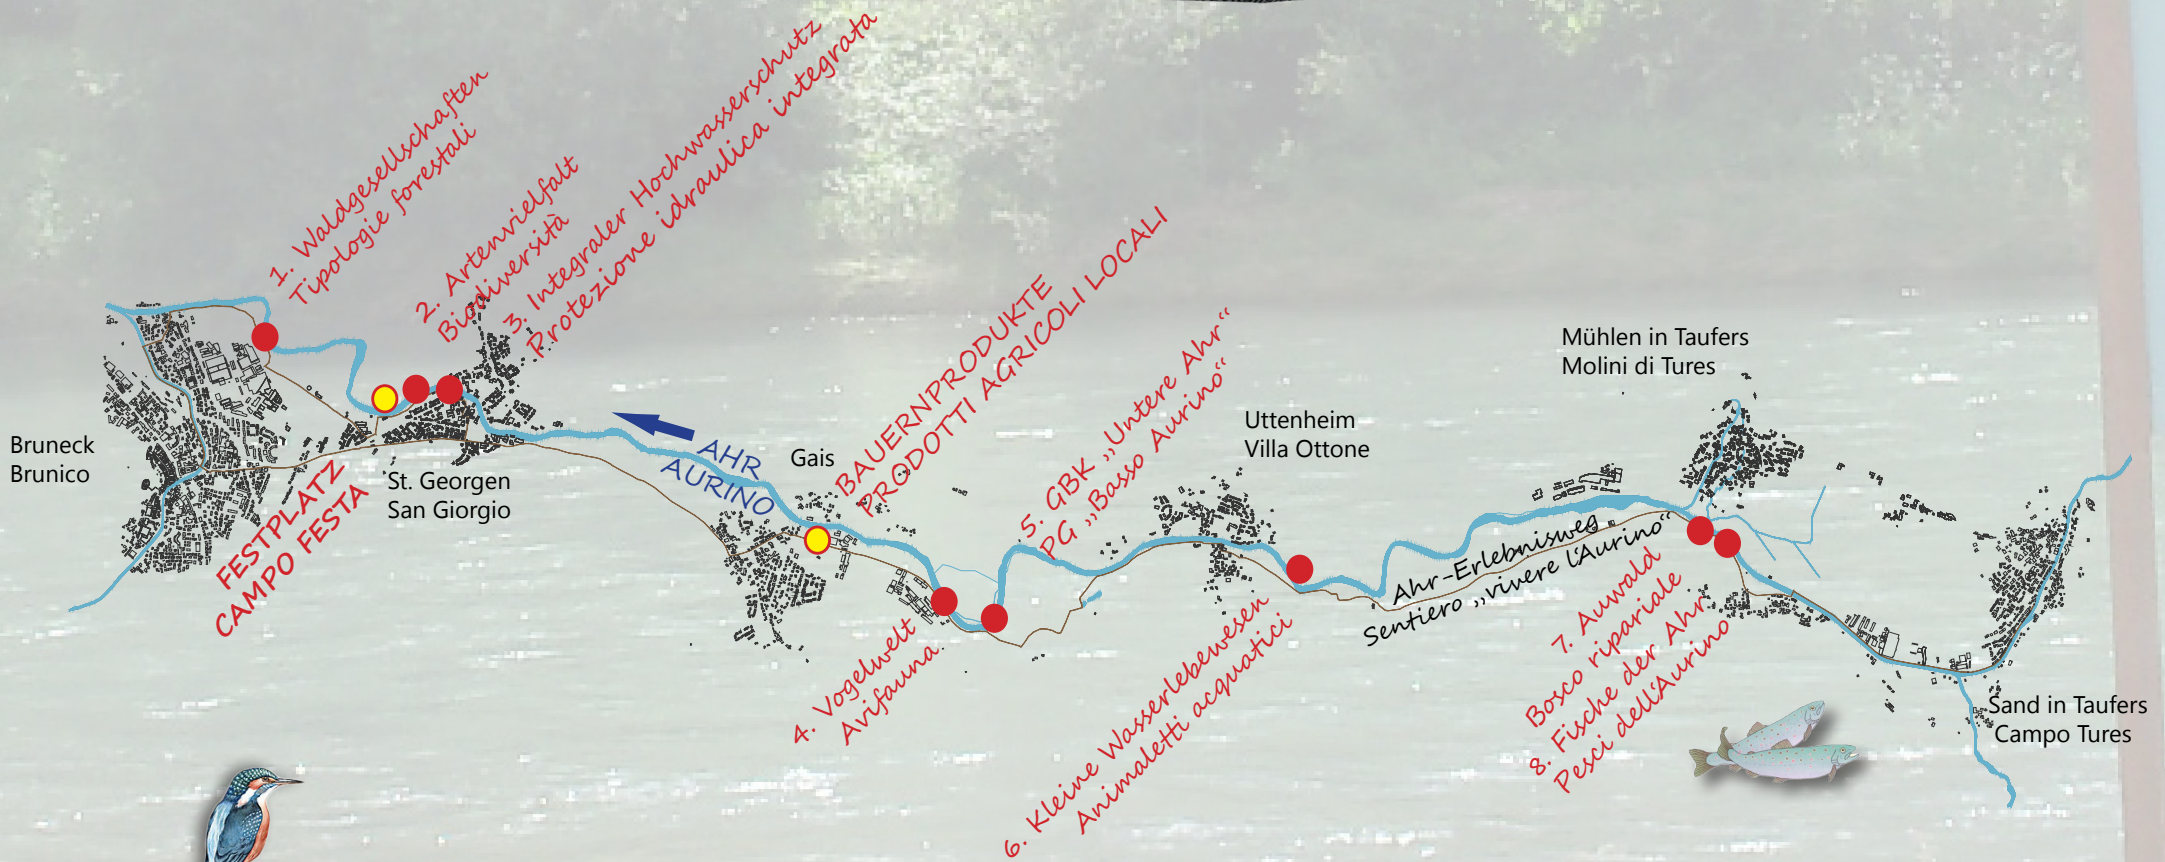 1. Waldgesellschaften
Tipologie forestali
2. Artenvielfalt
Biodiversità
3. Integraler Hochwasserschutz
Protezione idraulica integrata
BAUERNPRODUKTE
PRODOTTI AGRICOLI LOCALI
5. GBK „Untere Ahr“
PG „Basso Aurino“
Mühlen in Taufers
Molini di Tures
Uttenheim
Villa Ottone
Bruneck
Brunico
FESTPLATZ
CAMPO FESTA
St. Georgen
San Giorgio
AHR
AURINO
Gais
Ahr-Erlebnisweg
Sentiero „vivere l'Aurino“
4. Vogelwelt
Avifauna
6. Kleine Wasserlebewesen
Animaletti acquatici
7. Auwald
Bosco ripariale
8. Fische der Ahr
Pesci dell'Aurino
Sand in Taufers
Campo Tures